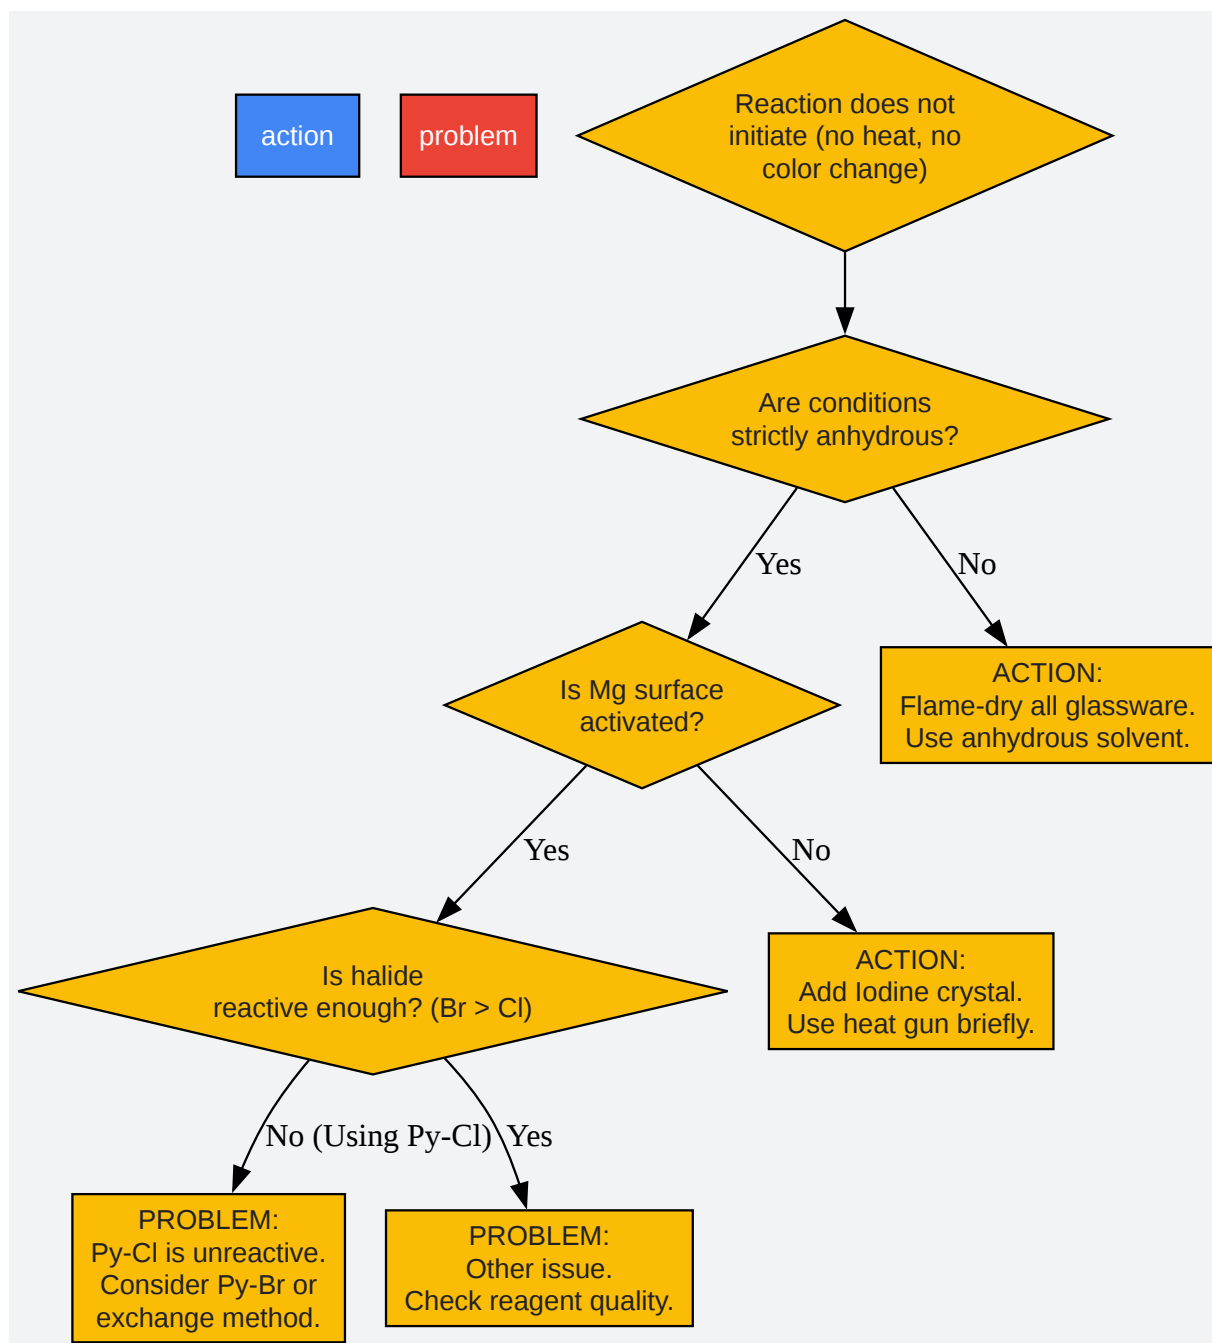 action
problem
Reaction does not
initiate (no heat, no
color change)
Are conditions
strictly anhydrous?
Yes
No
Is Mg surface
activated?
ACTION:
Flame-dry all glassware.
Use anhydrous solvent.
Yes
No
Is halide
reactive enough? (Br > Cl)
ACTION:
Add Iodine crystal.
Use heat gun briefly.
No (Using Py-Cl)
Yes
PROBLEM:
Py-Cl is unreactive.
Consider Py-Br or
exchange method.
PROBLEM:
Other issue.
Check reagent quality.